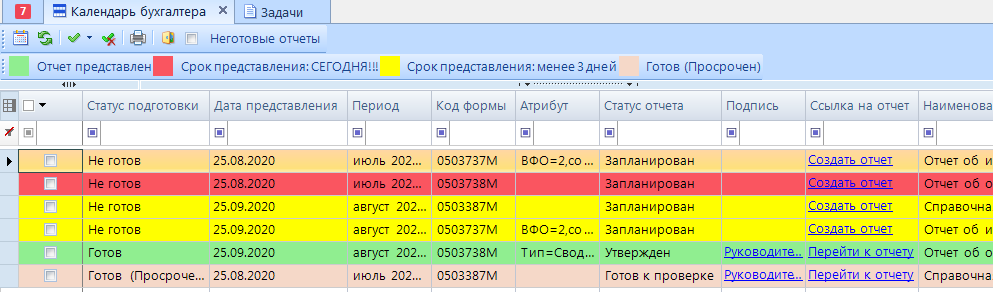 7 Календарь бухгалтера Задачи
Неготовые отчеты
Отчет представлен Срок представления: СЕГОДНЯ!!! Срок представления: менее 3 дней Готов (Просрочен)
Статус подготовки Дата представления Период Код формы Атрибут Статус отчета Подпись Ссылка на отчет Наименова
Не готов 25.08.2020 июль 202... 0503737М ВФО=2,со ... Запланирован Создать отчет Отчет об и
Не готов 25.08.2020 июль 202... 0503738М Запланирован Создать отчет Отчет об о
Не готов 25.09.2020 август 202... 0503387М Запланирован Создать отчет Справочна
Не готов 25.09.2020 август 202... 0503737М ВФО=2,со ... Запланирован Создать отчет Отчет об и
Готов 25.09.2020 август 202... 0503738М Тип=Свод... Утвержден Руководите... Перейти к отчету Отчет об о
Готов (Просроче... 25.08.2020 июль 202... 0503387М Готов к проверке Руководите... Перейти к отчету Справочна